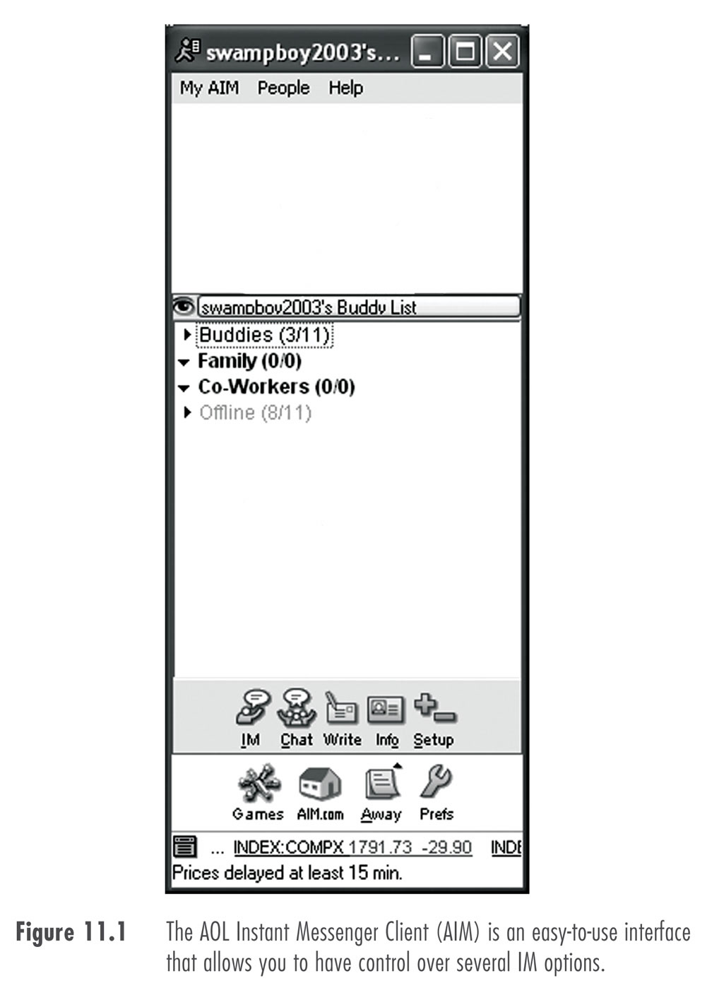 swampboy2003's...
My AIM People Help
swampboy2003's Buddy List
Buddies (3/11)
Family (0/0)
Co-Workers (0/0)
Offline (8/11)
IM Chat Write Info Setup
Games AIM.com Away Prefs
... INDEX:COMPX 1791.73 -29.90 INDE
Prices delayed at least 15 min.
Figure 11.1 The AOL Instant Messenger Client (AIM) is an easy-to-use interface
that allows you to have control over several IM options.